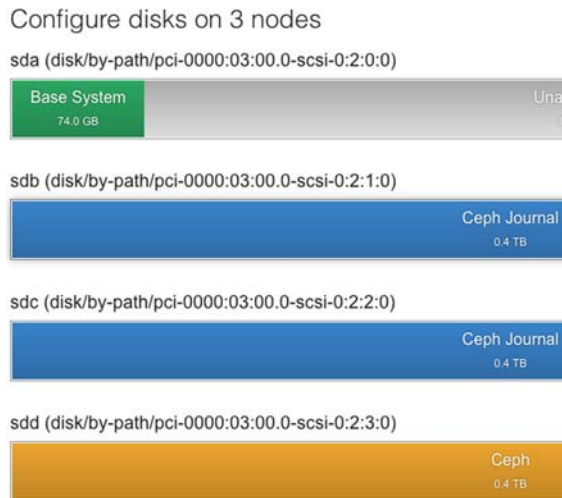 Configure disks on 3 nodes
sda (disk/by-path/pci-0000:03:00.0-scsi-0:2:0:0)
Base System
74.0 GB
sdb (disk/by-path/pci-0000:03:00.0-scsi-0:2:1:0)
Ceph Journal
0.4 TB
sdc (disk/by-path/pci-0000:03:00.0-scsi-0:2:2:0)
Ceph Journal
0.4 TB
sdd (disk/by-path/pci-0000:03:00.0-scsi-0:2:3:0)
Ceph
0.4 TB